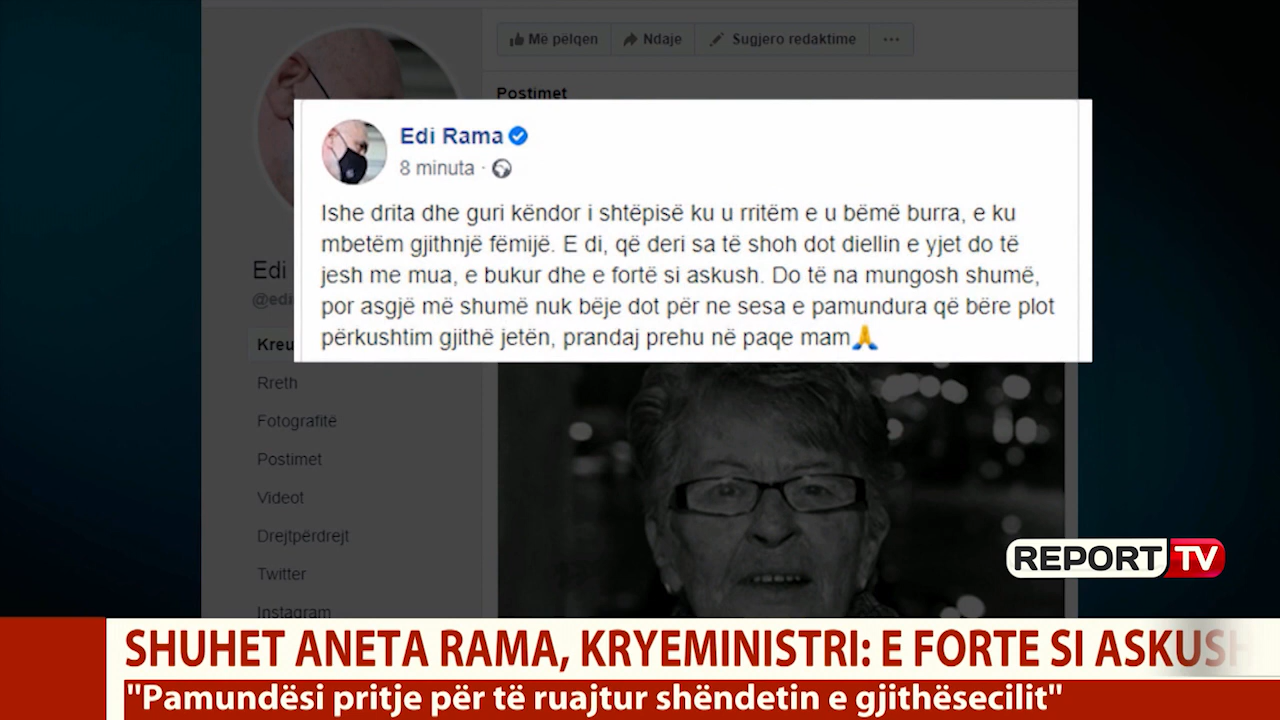 Më pëlqen Ndaje Sugjero redaktime
Postimet
Edi Rama
8 minuta ·
Ishe drita dhe guri këndor i shtëpisë ku u rritëm e u bëmë burra, e ku
mbetëm gjithnjë fëmijë. E di, që deri sa të shoh dot diellin e yjet do të
jesh me mua, e bukur dhe e fortë si askush. Do të na mungosh shumë,
por asgjë më shumë nuk bëje dot për ne sesa e pamundura që bëre plot
përkushtim gjithë jetën, prandaj prehu në paqe mam🙏
Edi
@edi
Kreu
Rreth
Fotografitë
Postimet
Videot
Drejtpërdrejt
Twitter
Instagram
REPORT TV
SHUHET ANETA RAMA, KRYEMINISTRI: E FORTE SI ASKUSH
"Pamundësi pritje për të ruajtur shëndetin e gjithësecilit"